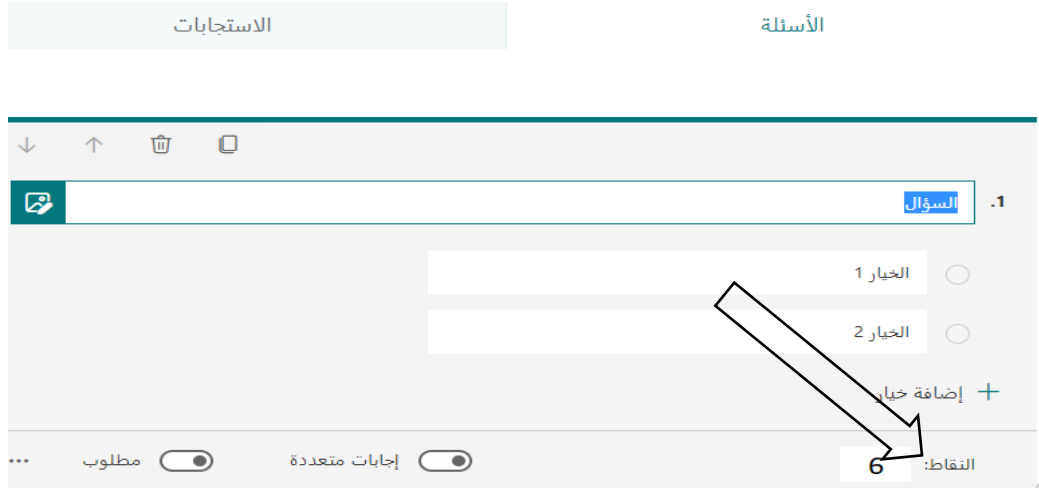 الأسئلة الاستجابات
.1 السؤال
الخيار 1
الخيار 2
إضافة خيار
النقاط: 6 إجابات متعددة مطلوب ...